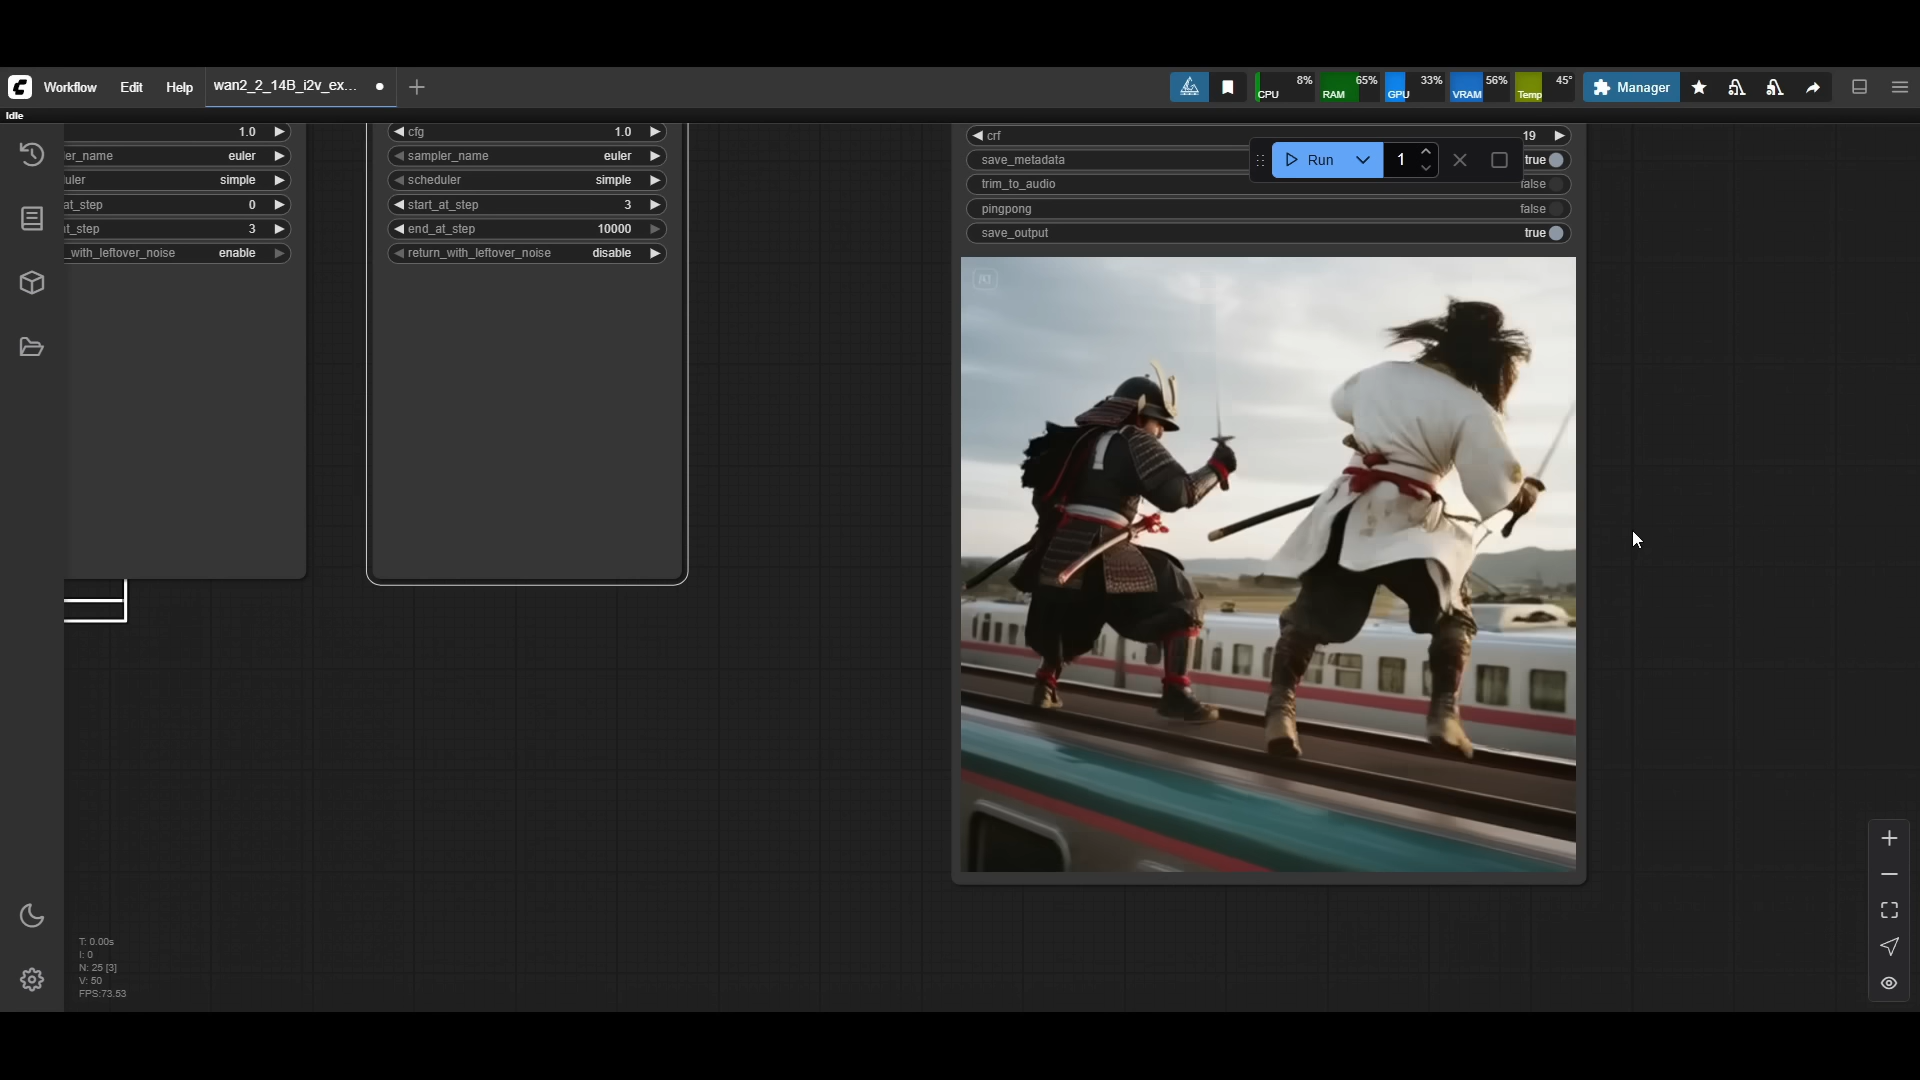 Workflow Edit Help wan2_2_14B_i2v_ex...
CPU 8% RAM 65% GPU 33% VRAM 56% Temp 45° Manager
Idle
1.0
er_name euler
uler simple
at_step 0
t_step 3
_with_leftover_noise enable
cfg 1.0
sampler_name euler
scheduler simple
start_at_step 3
end_at_step 10000
return_with_leftover_noise disable
crf 19
save_metadata true
Run 1
trim_to_audio false
pingpong false
save_output true
T: 0.00s
I: 0
N: 25 [3]
V: 50
FPS:73.53